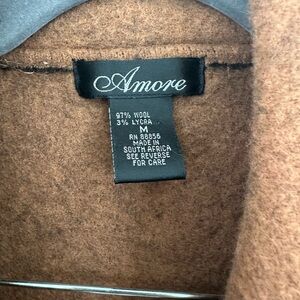 Amore
97% WOOL
3% LYCRA
M
RN 88856
MADE IN
SOUTH AFRICA
SEE REVERSE
FOR CARE